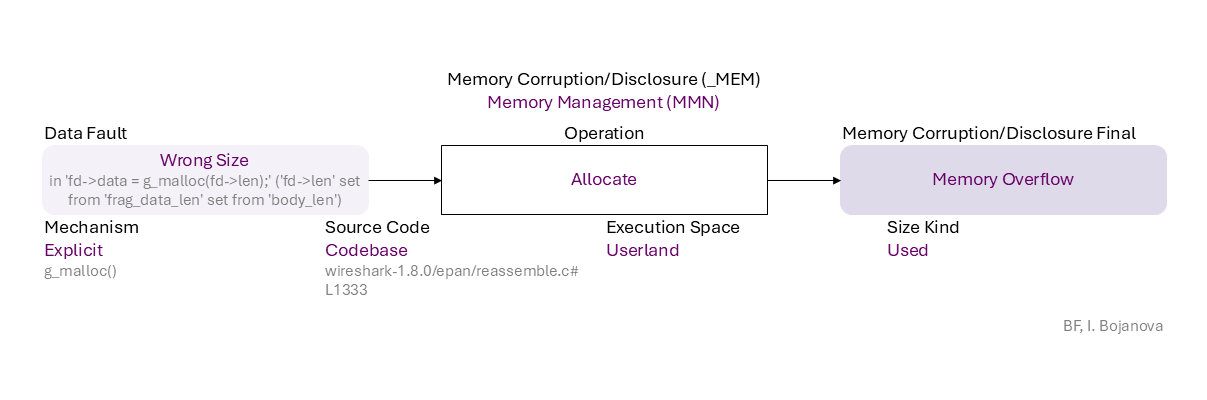 Memory Corruption/Disclosure (_MEM)
Memory Management (MMN)
Data Fault
Operation
Memory Corruption/Disclosure Final
Wrong Size
in 'fd->data = g_malloc(fd->len);' ('fd->len' set
from 'frag_data_len' set from 'body_len')
Allocate
Memory Overflow
Mechanism
Explicit
g_malloc()
Source Code
Codebase
wireshark-1.8.0/epan/reassemble.c#
L1333
Execution Space
Userland
Size Kind
Used
BF, I. Bojanova